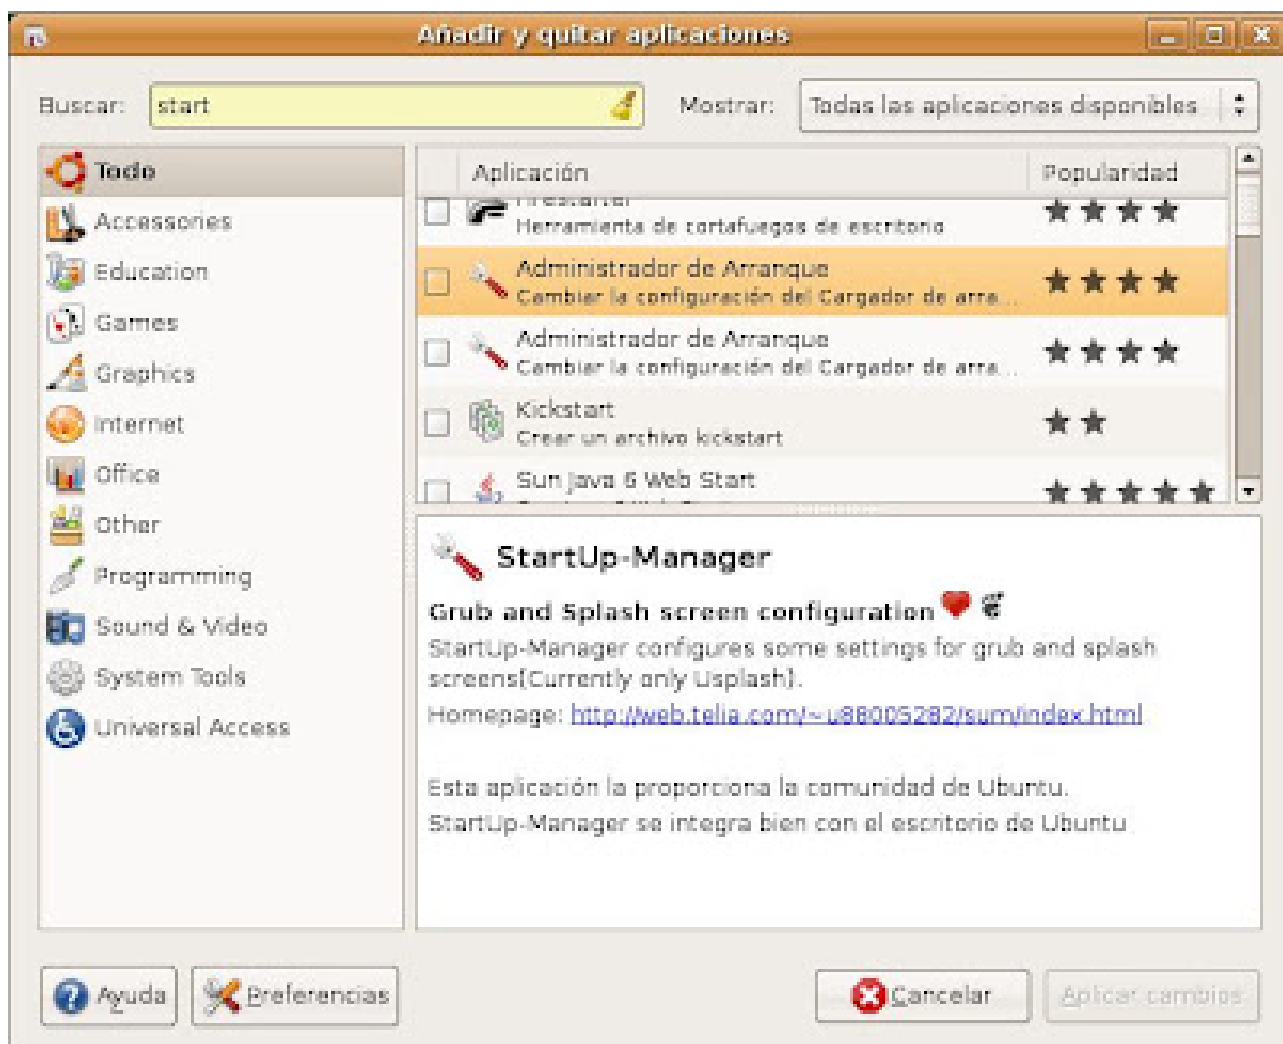 Añadir y quitar aplicaciones
Buscar: start Mostrar: Todas las aplicaciones disponibles
Todo
Accessories
Education
Games
Graphics
Internet
Office
Other
Programming
Sound & Video
System Tools
Universal Access
Aplicación Popularidad
Firestarter
Herramienta de cortafuegos de escritorio
Administrador de Arranque
Cambiar la configuración del Cargador de arra...
Administrador de Arranque
Cambiar la configuración del Cargador de arra...
Kickstart
Crear un archivo kickstart
Sun Java 6 Web Start
StartUp-Manager
Grub and Splash screen configuration
StartUp-Manager configures some settings for grub and splash
screens(Currently only Usplash).
Homepage: http://web.telia.com/~u88005282/sum/index.html
Esta aplicación la proporciona la comunidad de Ubuntu.
StartUp-Manager se integra bien con el escritorio de Ubuntu
Ayuda Preferencias Cancelar Aplicar cambios